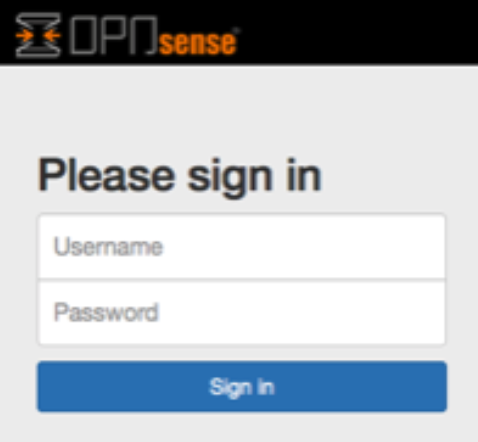 OPNsense
Please sign in
Username
Password
Sign in